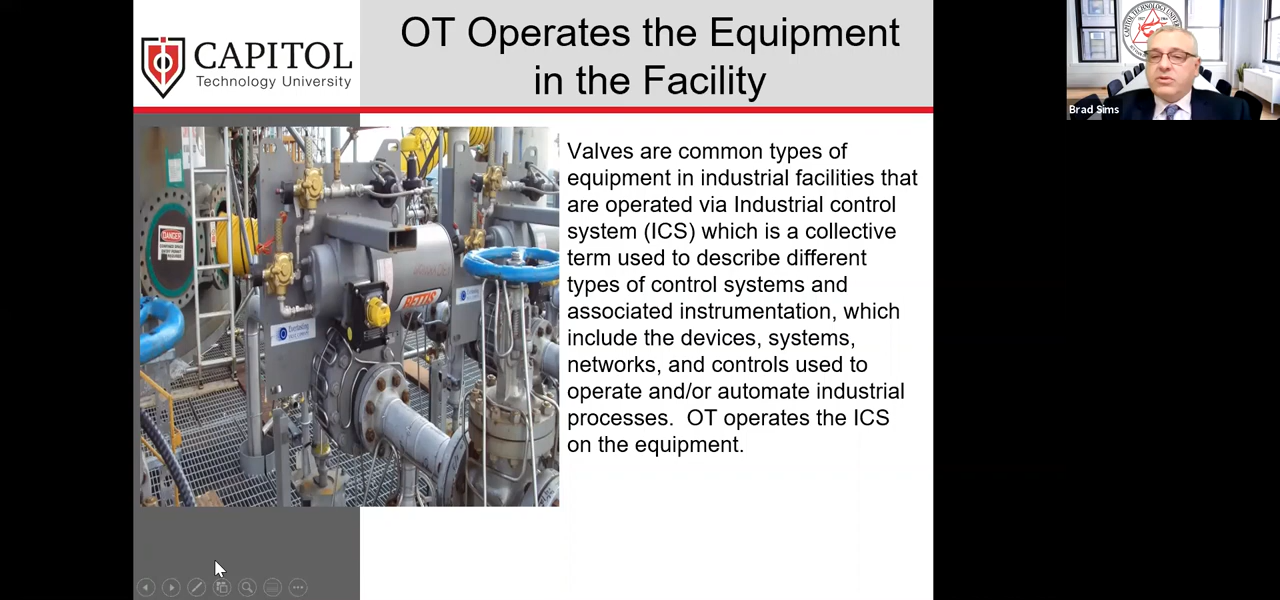 CAPITOL
Technology University
OT Operates the Equipment
in the Facility
Valves are common types of
equipment in industrial facilities that
are operated via Industrial control
system (ICS) which is a collective
term used to describe different
types of control systems and
associated instrumentation, which
include the devices, systems,
networks, and controls used to
operate and/or automate industrial
processes.  OT operates the ICS
on the equipment.
DANGER
BETTIS
Brad Sims